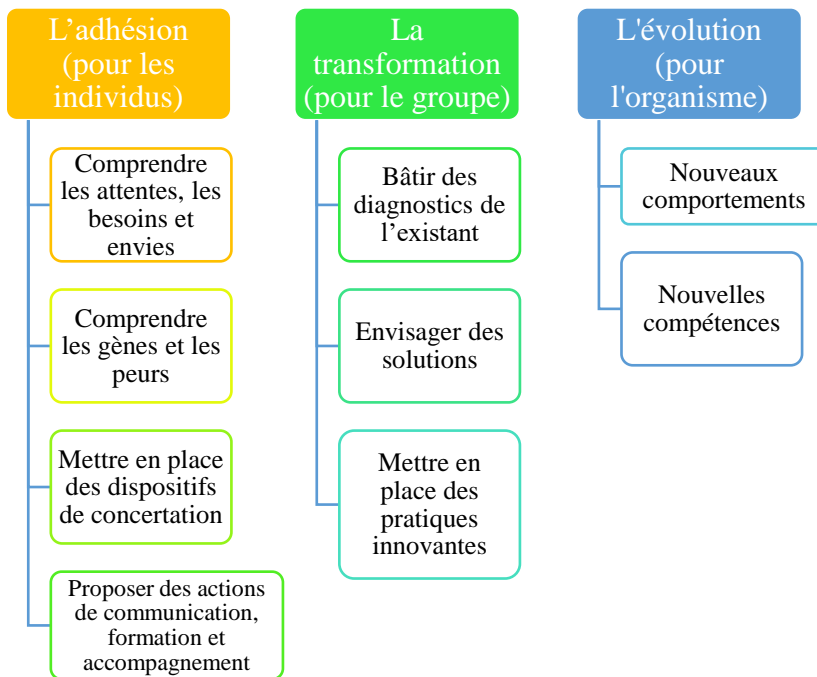 L’adhésion
(pour les
individus)
Comprendre
les attentes, les
besoins et
envies
Comprendre
les gènes et les
peurs
Mettre en place
des dispositifs
de concertation
Proposer des actions
de communication,
formation et
accompagnement
La
transformation
(pour le groupe)
Bâtir des
diagnostics de
l’existant
Envisager des
solutions
Mettre en
place des
pratiques
innovantes
L'évolution
(pour
l'organisme)
Nouveaux
comportements
Nouvelles
compétences